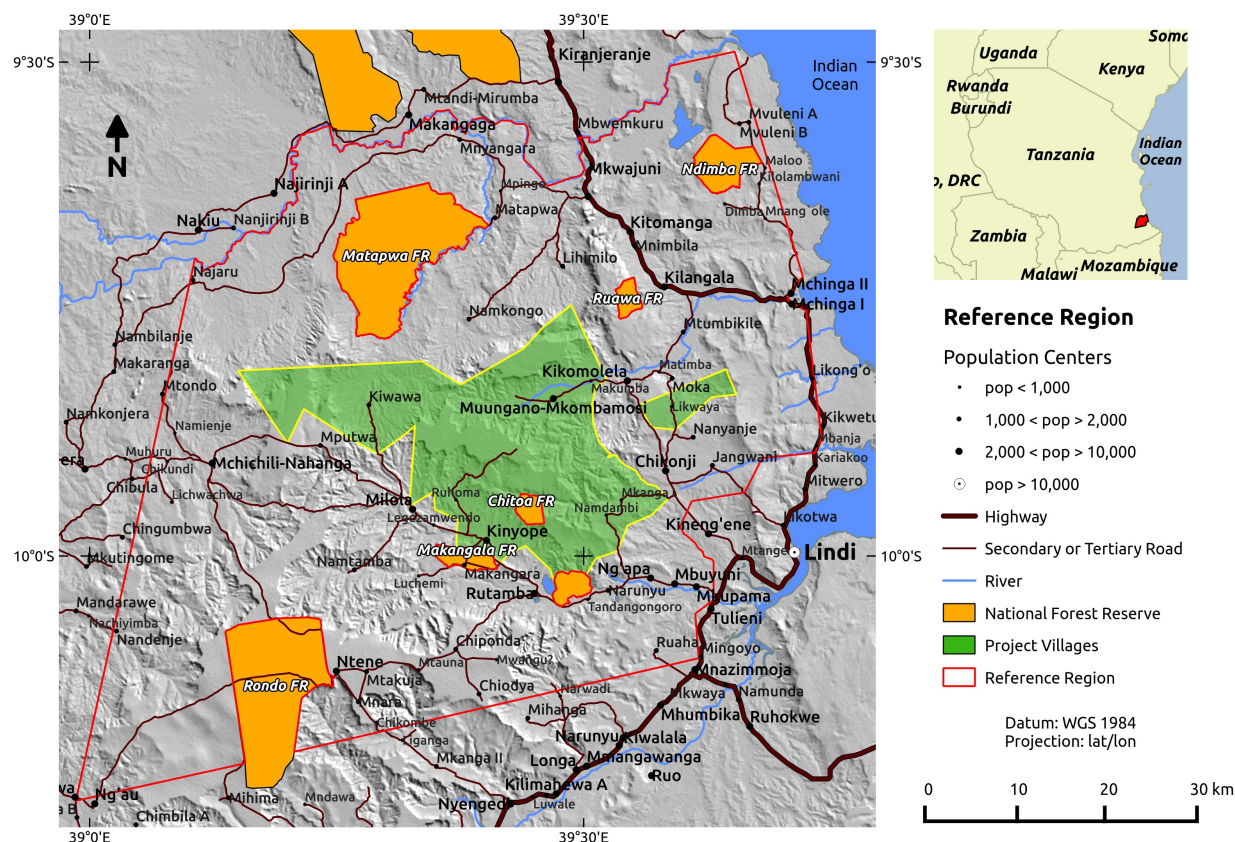 39°0'E
39°30'E
9°30'S
9°30'S
Kiranjeranje
Indian
Ocean
Mtandi-Mirumba
Makangaga
Mbwemkuru
Mvuleni A
Mvuleni B
Mnyangara
N
Mkwajuni
Ndimba FR
Maloo
Kilolambwani
Najirinji A
Mpingo
Nakiu
Nanjirinji B
Matapwa
Dimba
Mnang'ole
Kitomanga
Mnimbila
Matapwa FR
Lihimilo
Najaru
Kilangala
Mchinga II
Ruawa FR
Mchinga I
Namkongo
Mtumbikile
Nambilanje
Makaranga
Matimba
Kikomolela
Likong'o
Mtondo
Makumba
Moka
Kiwawa
Muungano-Mkombamosi
Likwaya
Namkonjera
Kikwetu
Namienje
Nanyanje
Mputwa
Mbanja
Muhuru
era
Chikundi
Mchichili-Nahanga
Chikonji
Jangwani
Kariakoo
Chibula
Lichwachwa
Mitwero
Milola
Ruhoma
Chitoa FR
Mkanga
Namdambi
Legezamwendo
Kineng'ene
Likotwa
Chingumbwa
Kinyope
10°0'S
Makangala FR
Mtange
Lindi
10°0'S
Mkutingome
Namtamba
Makangara
Ng'apa
Mbuyuni
Luchemi
Rutamba
Narunyu
Mkupama
Mandarawe
Tandangongoro
Tulieni
Nachiyimba
Nandenje
Chiponda
Ruaha
Mingoyo
Ntene
Mtauna
Mwangu?
Mnazimmoja
Rondo FR
Mtakuja
Chiodya
Narwadi
Mkwaya
Namunda
Mnara
Mihanga
Mhumbika
Ruhokwe
Chikombe
Kiganga
Narunyu
Kiwalala
Mkanga II
Longa
Mmangawanga
Ruo
Kilimahewa A
wa
Ng'au
Mihima
Mndawa
Nyengedi
Luwale
a B
Chimbila A
39°0'E
39°30'E
Uganda
Soma
Kenya
Rwanda
Burundi
Tanzania
Indian
Ocean
o, DRC
Zambia
Malawi
Mozambique
Reference Region
Population Centers
pop < 1,000
1,000 < pop > 2,000
2,000 < pop > 10,000
pop > 10,000
Highway
Secondary or Tertiary Road
River
National Forest Reserve
Project Villages
Reference Region
Datum: WGS 1984
Projection: lat/lon
0
10
20
30 km